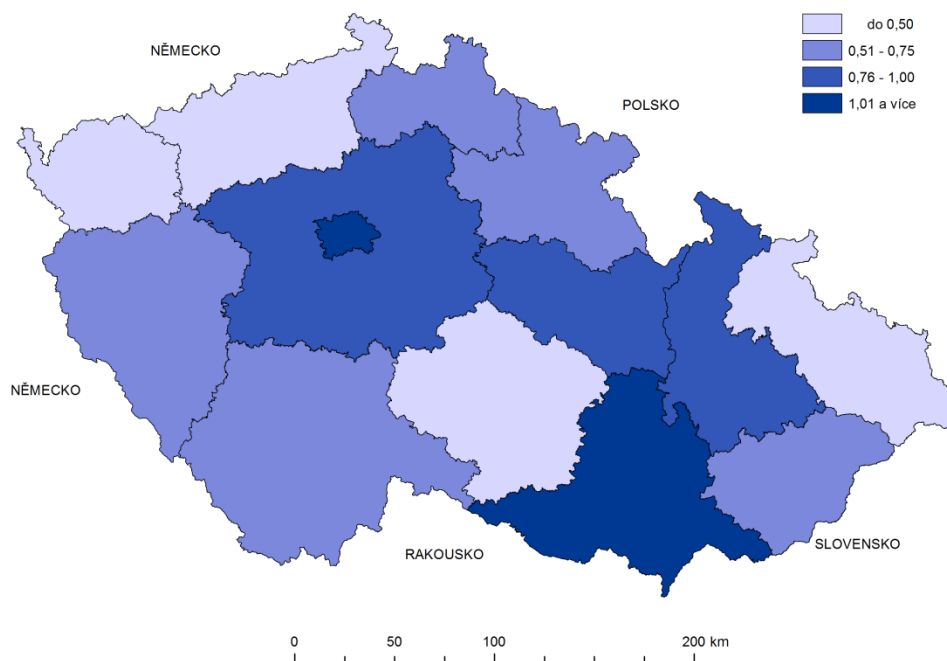 do 0,50
NĚMECKO
0,51 - 0,75
0,76 - 1,00
POLSKO
1,01 a více
NĚMECKO
RAKOUSKO
SLOVENSKO
0 50 100 200 km